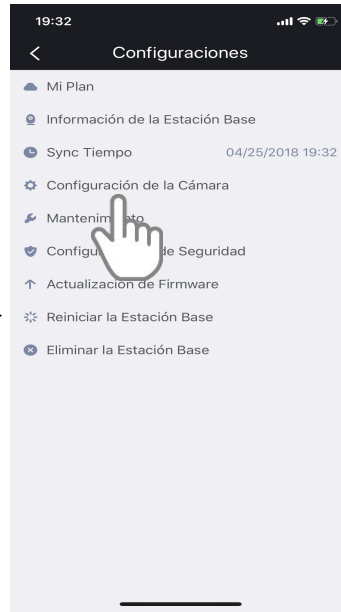 19:32
Configuraciones
Mi Plan
Información de la Estación Base
Sync Tiempo 04/25/2018 19:32
Configuración de la Cámara
de Seguridad
Actualización de Firmware
Reiniciar la Estación Base
Eliminar la Estación Base